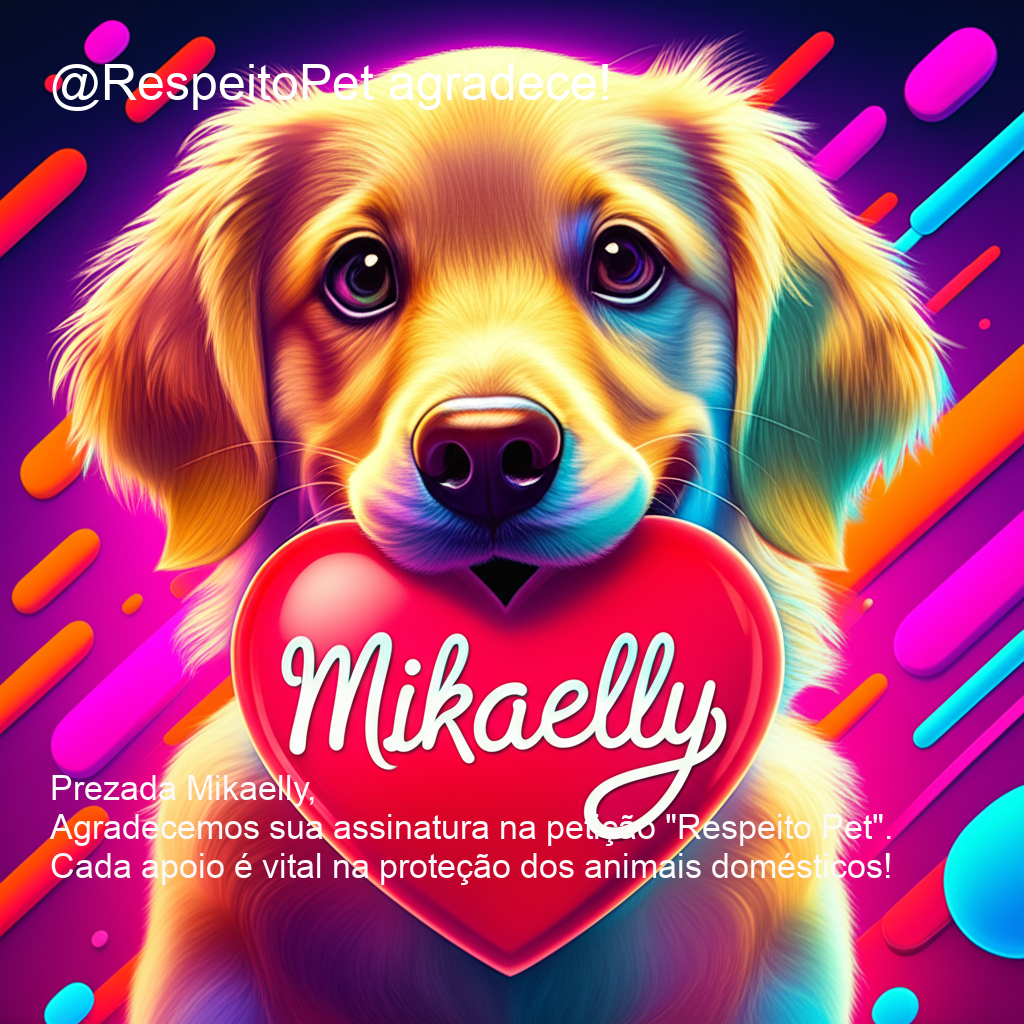 @RespeitoPet agradece!
Mikaelly
Prezada Mikaelly,
Agradecemos sua assinatura na petição "Respeito Pet".
Cada apoio é vital na proteção dos animais domésticos!